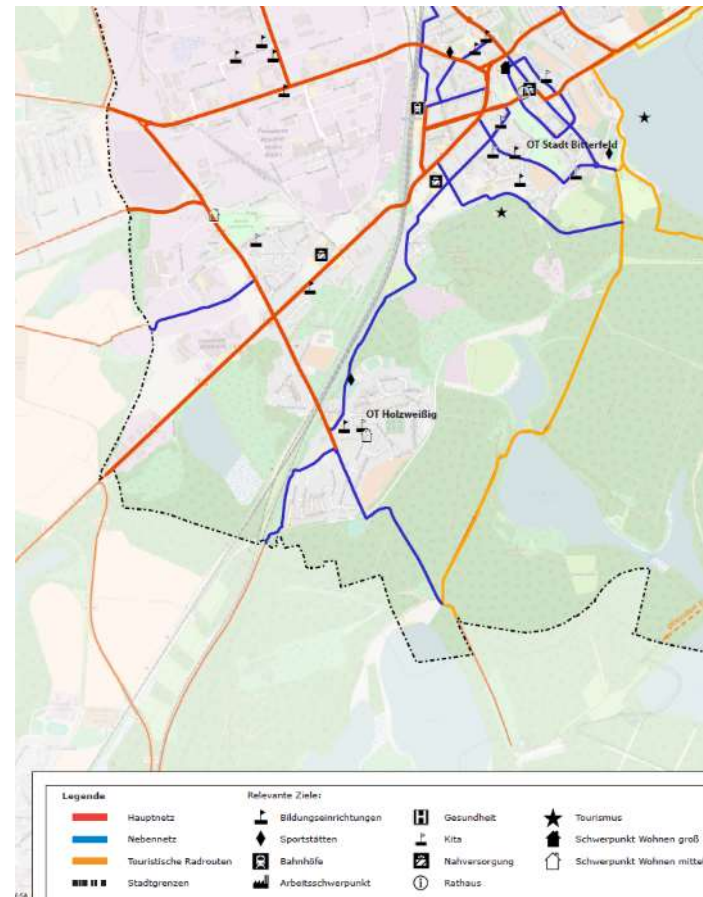 OT Stadt Bitterfeld
OT Holzweißig
Legende
Hauptnetz
Nebennetz
Touristische Radrouten
Stadtgrenzen
Relevante Ziele:
Bildungseinrichtungen
Sportstätten
Bahnhöfe
Arbeitsschwerpunkt
Gesundheit
Kita
Nahversorgung
Rathaus
Tourismus
Schwerpunkt Wohnen groß
Schwerpunkt Wohnen mittel